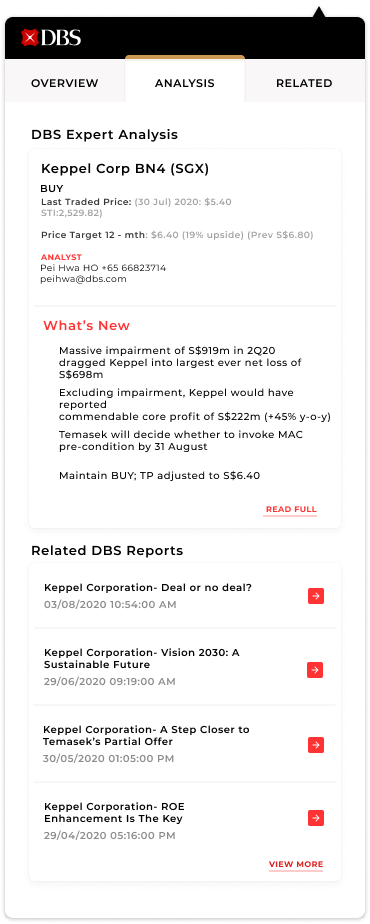 DBS
OVERVIEW
ANALYSIS
RELATED
DBS Expert Analysis
Keppel Corp BN4 (SGX)
BUY
Last Traded Price: (30 Jul) 2020: $5.40
STI:2,529.82)
Price Target 12 - mth: $6.40 (19% upside) (Prev S$6.80)
ANALYST
Pei Hwa HO +65 66823714
peihwa@dbs.com
What's New
Massive impairment of S$919m in 2Q20
dragged Keppel into largest ever net loss of
S$698m
Excluding impairment, Keppel would have
reported
commendable core profit of S$222m (+45% y-o-y)
Temasek will decide whether to invoke MAC
pre-condition by 31 August
Maintain BUY; TP adjusted to S$6.40
READ FULL
Related DBS Reports
Keppel Corporation- Deal or no deal?
03/08/2020 10:54:00 AM
Keppel Corporation- Vision 2030: A
Sustainable Future
29/06/2020 09:19:00 AM
Keppel Corporation- A Step Closer to
Temasek's Partial Offer
30/05/2020 01:05:00 PM
Keppel Corporation- ROE
Enhancement Is The Key
29/04/2020 05:16:00 PM
VIEW MORE